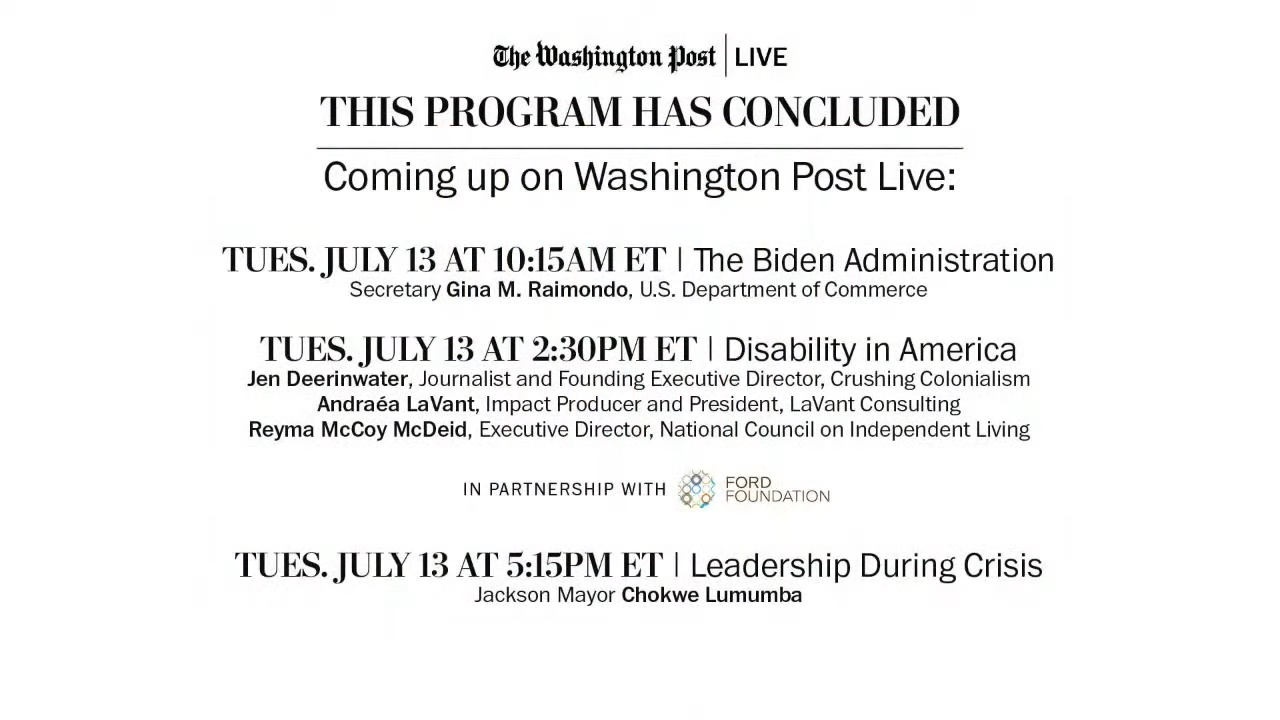 The Washington Post | LIVE
THIS PROGRAM HAS CONCLUDED
Coming up on Washington Post Live:
TUES. JULY 13 AT 10:15AM ET | The Biden Administration
Secretary Gina M. Raimondo, U.S. Department of Commerce
TUES. JULY 13 AT 2:30PM ET | Disability in America
Jen Deerinwater, Journalist and Founding Executive Director, Crushing Colonialism
Andraéa LaVant, Impact Producer and President, LaVant Consulting
Reyma McCoy McDeid, Executive Director, National Council on Independent Living
IN PARTNERSHIP WITH FORD
FOUNDATION
TUES. JULY 13 AT 5:15PM ET | Leadership During Crisis
Jackson Mayor Chokwe Lumumba